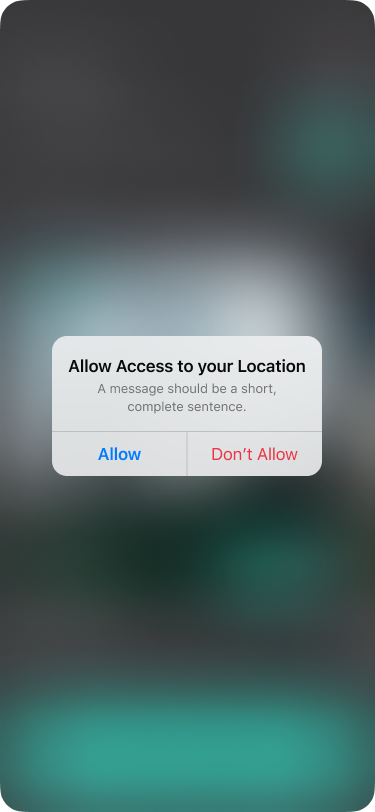 Allow Access to your Location
A message should be a short,
complete sentence.
Allow
Don’t Allow